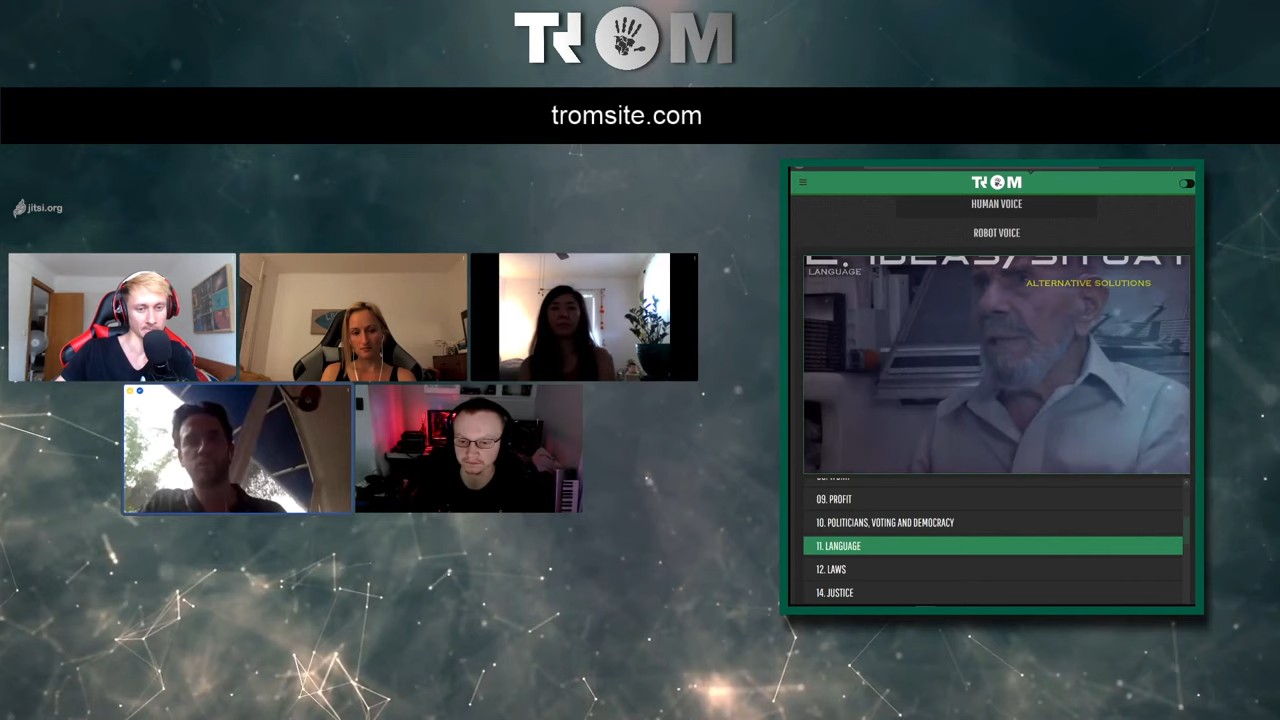 TROM
tromsite.com
jitsi.org
TROM
HUMAN VOICE
ROBOT VOICE
LANGUAGE
ALTERNATIVE SOLUTIONS
09. PROFIT
10. POLITICIANS, VOTING AND DEMOCRACY
11. LANGUAGE
12. LAWS
14. JUSTICE